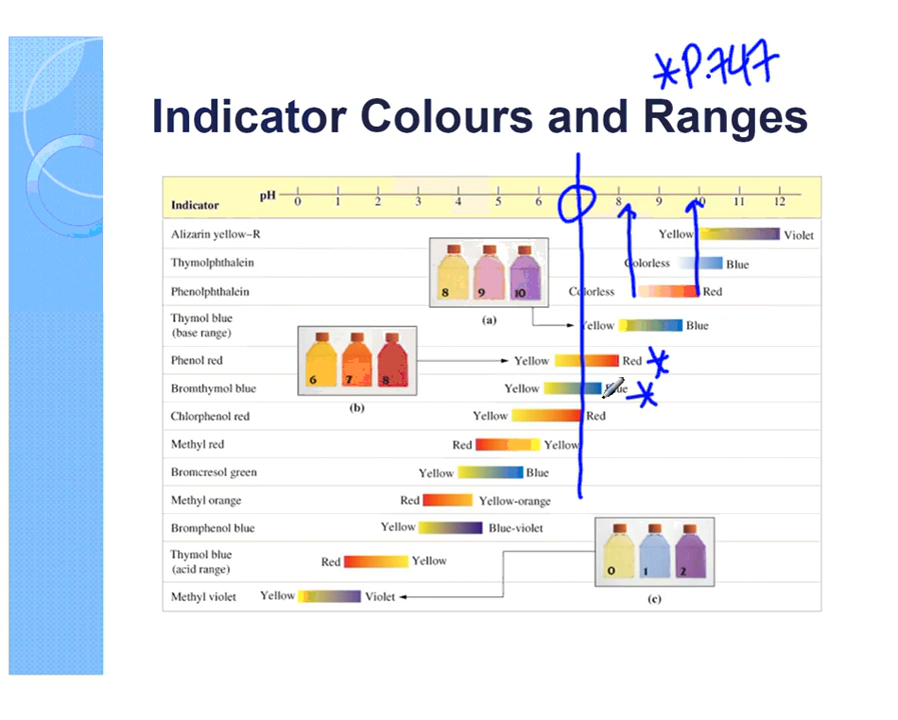 *P.747
Indicator Colours and Ranges
Indicator pH 0 1 2 3 4 5 6 8 9 10 11 12
Alizarin yellow–R Yellow Violet
Thymolphthalein Colorless Blue
Phenolphthalein Colorless Red
8 9 10
(a)
Thymol blue
(base range) Yellow Blue
Phenol red Yellow Red *
6 7 8
(b)
Bromthymol blue Yellow Blue *
Chlorphenol red Yellow Red
Methyl red Red Yellow
Bromcresol green Yellow Blue
Methyl orange Red Yellow-orange
Bromphenol blue Yellow Blue-violet
Thymol blue
(acid range) Red Yellow
0 1 2
(c)
Methyl violet Yellow Violet